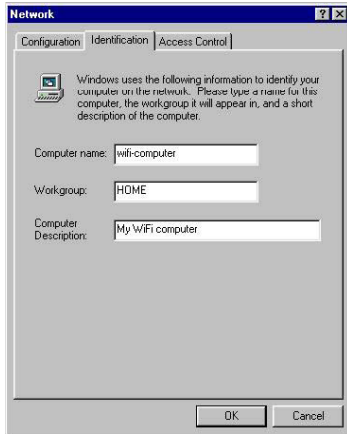 Network
Configuration Identification Access Control
Windows uses the following information to identify your
computer on the network. Please type a name for this
computer, the workgroup it will appear in, and a short
description of the computer.
Computer name: wifi-computer
Workgroup: HOME
Computer
Description: My WiFi computer
OK Cancel